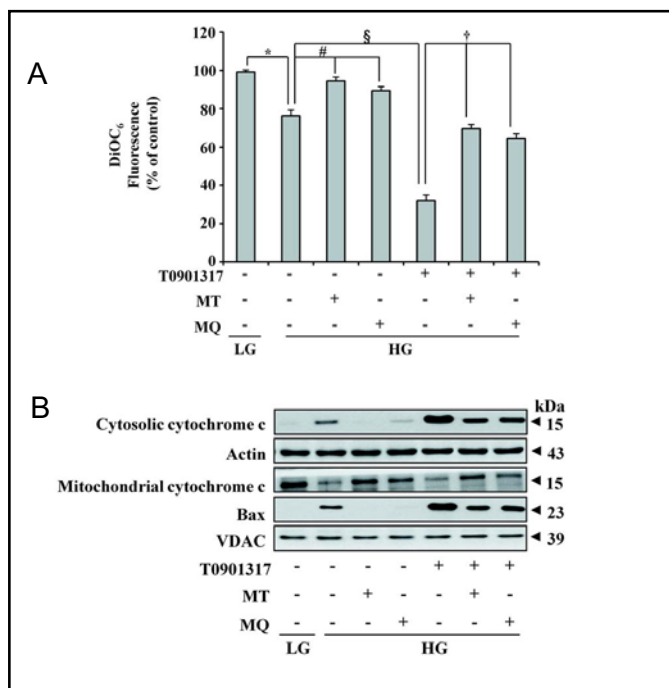 A
DiOC6
Fluorescence
(% of control)
120
100
80
60
40
20
0
* # § †
T0901317 - - - - + + +
MT - - + - - + -
MQ - - - + - - +
LG HG
B
kDa
Cytosolic cytochrome c ◄ 15
Actin ◄ 43
Mitochondrial cytochrome c ◄ 15
Bax ◄ 23
VDAC ◄ 39
T0901317 - - - - + + +
MT - - + - - + -
MQ - - - + - - +
LG HG